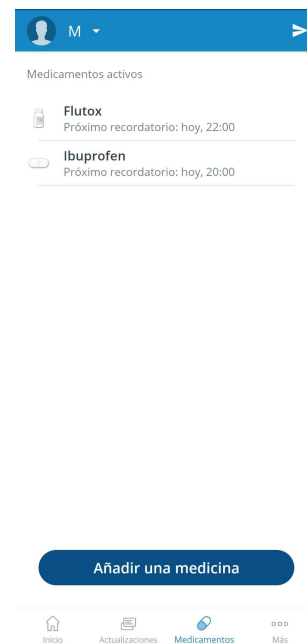 M
Medicamentos activos
Flutox
Próximo recordatorio: hoy, 22:00
Ibuprofen
Próximo recordatorio: hoy, 20:00
Añadir una medicina
Inicio
Actualizaciones
Medicamentos
Más